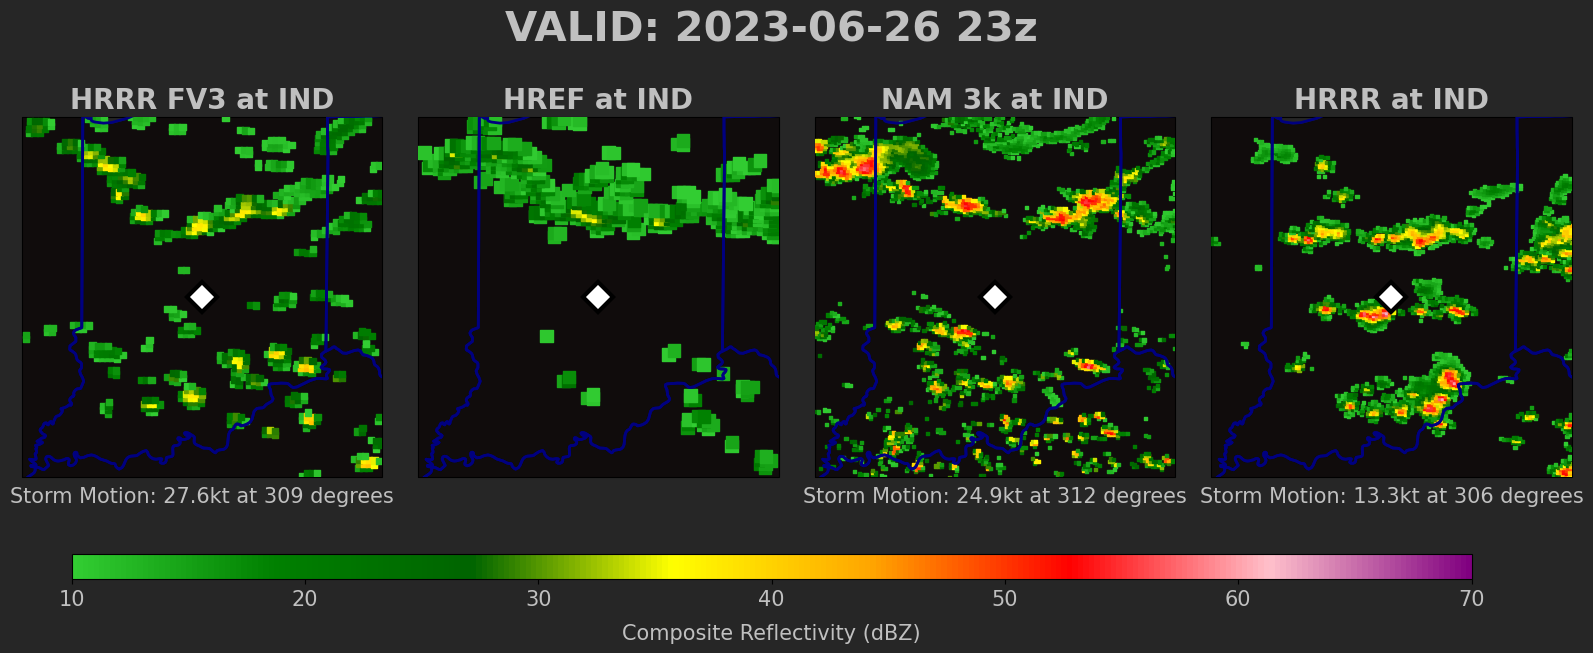 VALID: 2023-06-26 23z
HRRR FV3 at IND
HREF at IND
NAM 3k at IND
HRRR at IND
Storm Motion: 27.6kt at 309 degrees
Storm Motion: 24.9kt at 312 degrees
Storm Motion: 13.3kt at 306 degrees
10 20 30 40 50 60 70
Composite Reflectivity (dBZ)